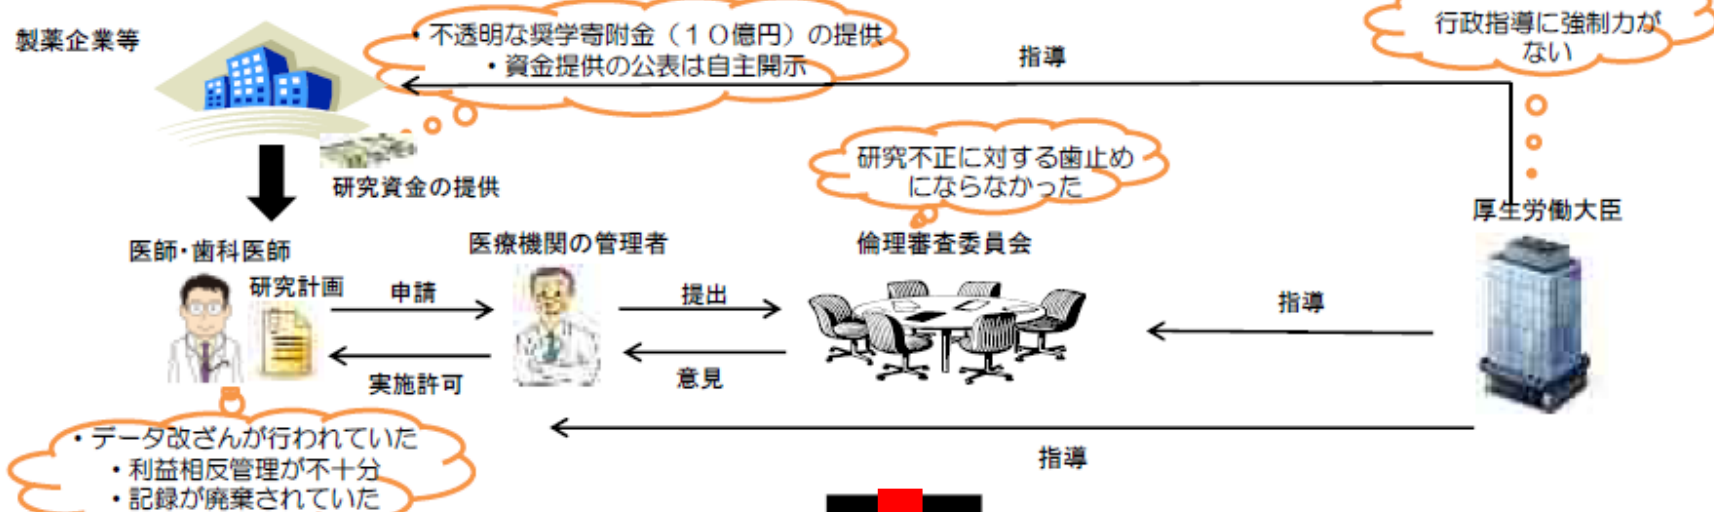 製薬企業等
・不透明な奨学寄附金（１０億円）の提供
・資金提供の公表は自主開示
指導
行政指導に強制力が
ない
研究資金の提供
研究不正に対する歯止め
にならなかった
厚生労働大臣
医師・歯科医師
医療機関の管理者
倫理審査委員会
研究計画
申請
提出
指導
実施許可
意見
・データ改ざんが行われていた
・利益相反管理が不十分
・記録が廃棄されていた
指導